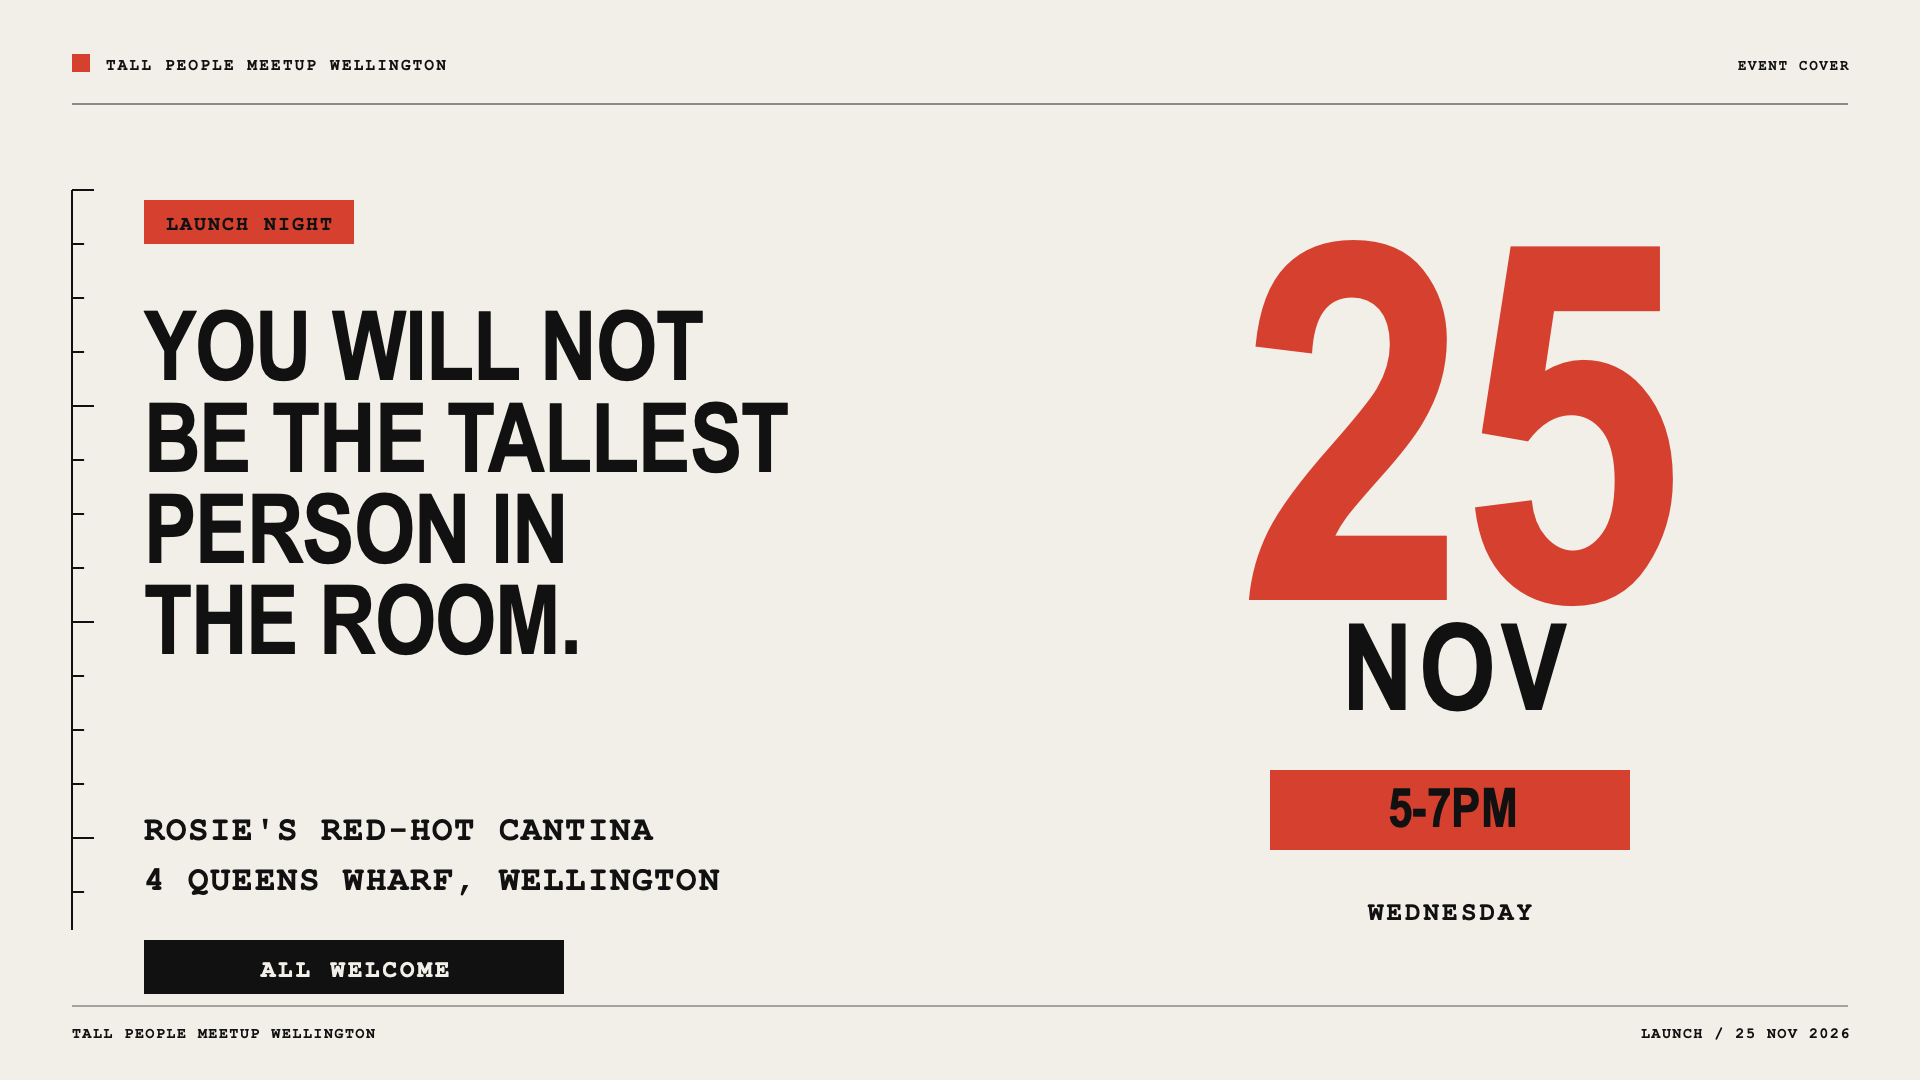 TALL PEOPLE MEETUP WELLINGTON
EVENT COVER
LAUNCH NIGHT
YOU WILL NOT
BE THE TALLEST
PERSON IN
THE ROOM.
25
NOV
5-7PM
WEDNESDAY
ROSIE'S RED-HOT CANTINA
4 QUEENS WHARF, WELLINGTON
ALL WELCOME
TALL PEOPLE MEETUP WELLINGTON
LAUNCH / 25 NOV 2026